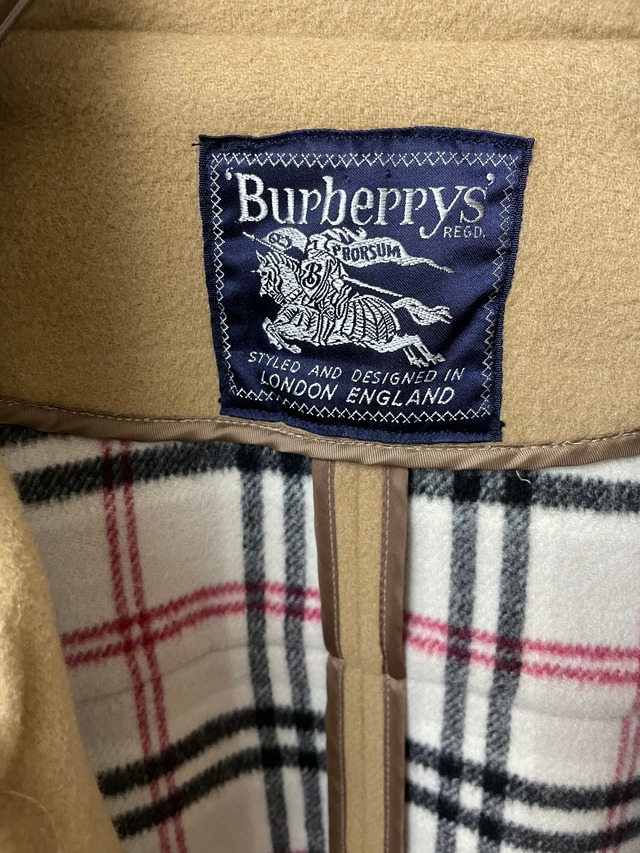 'Burberrys'
REGD.
PRORSUM
B
STYLED AND DESIGNED IN
LONDON ENGLAND